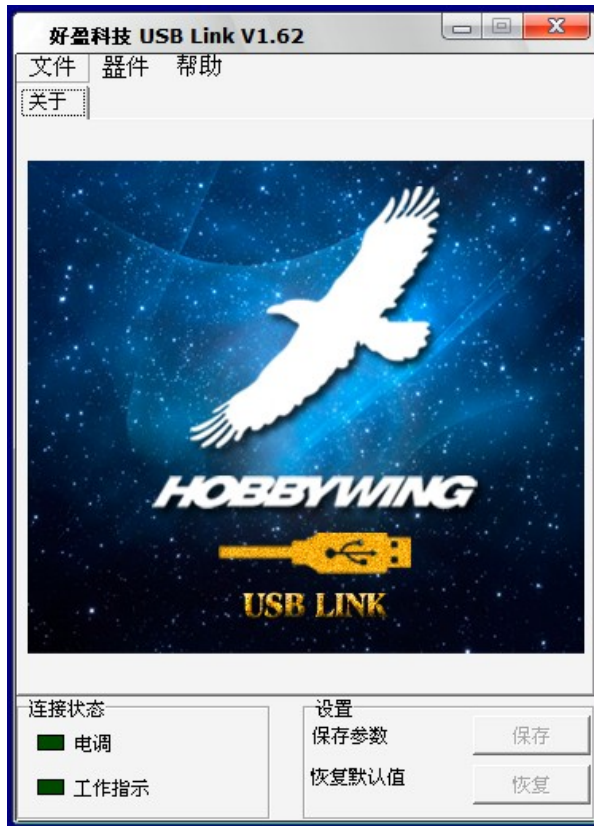 好盈科技 USB Link V1.62
文件 器件 帮助
关于
HOBBYWING
USB LINK
连接状态
电调
工作指示
设置
保存参数 保存
恢复默认值 恢复